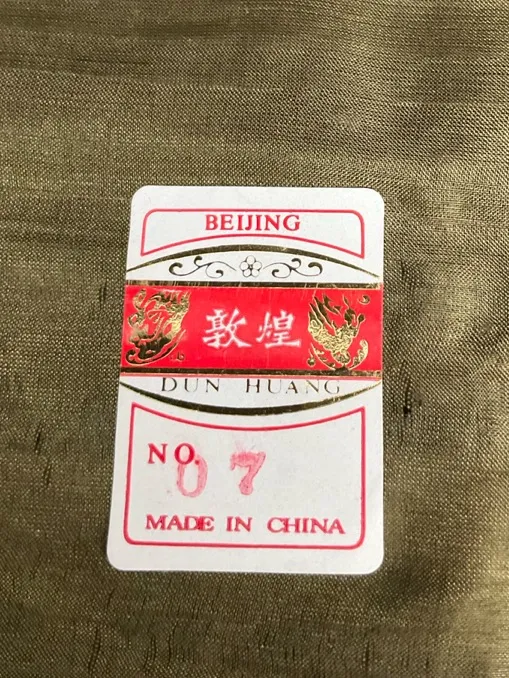 BEIJING
敦煌
DUN HUANG
NO. 07
MADE IN CHINA